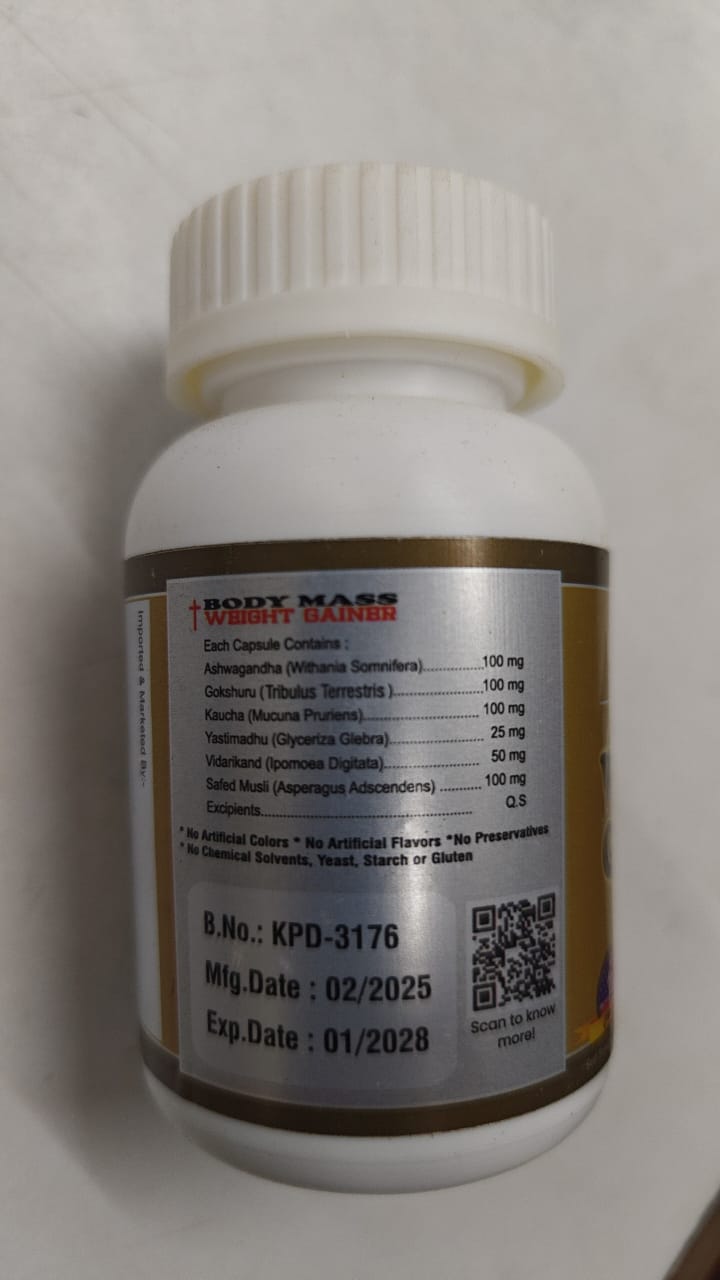 BODY MASS
WEIGHT GAINER
Each Capsule Contains :
Ashwagandha (Withania Somnifera)..............100 mg
Gokshuru (Tribulus Terrestris )....................100 mg
Kaucha (Mucuna Pruriens).......................... 100 mg
Yastimadhu (Glyceriza Glebra)..................... 25 mg
Vidarikand (Ipomoea Digitata)..................... 50 mg
Safed Musli (Asperagus Adscendens) .......... 100 mg
Excipients................................................ Q.S
* No Artificial Colors * No Artificial Flavors *No Preservatives
* No Chemical Solvents, Yeast, Starch or Gluten
B.No.: KPD-3176
Mfg.Date : 02/2025
Exp.Date : 01/2028
Scan to know
more!
Imported & Marketed By:-